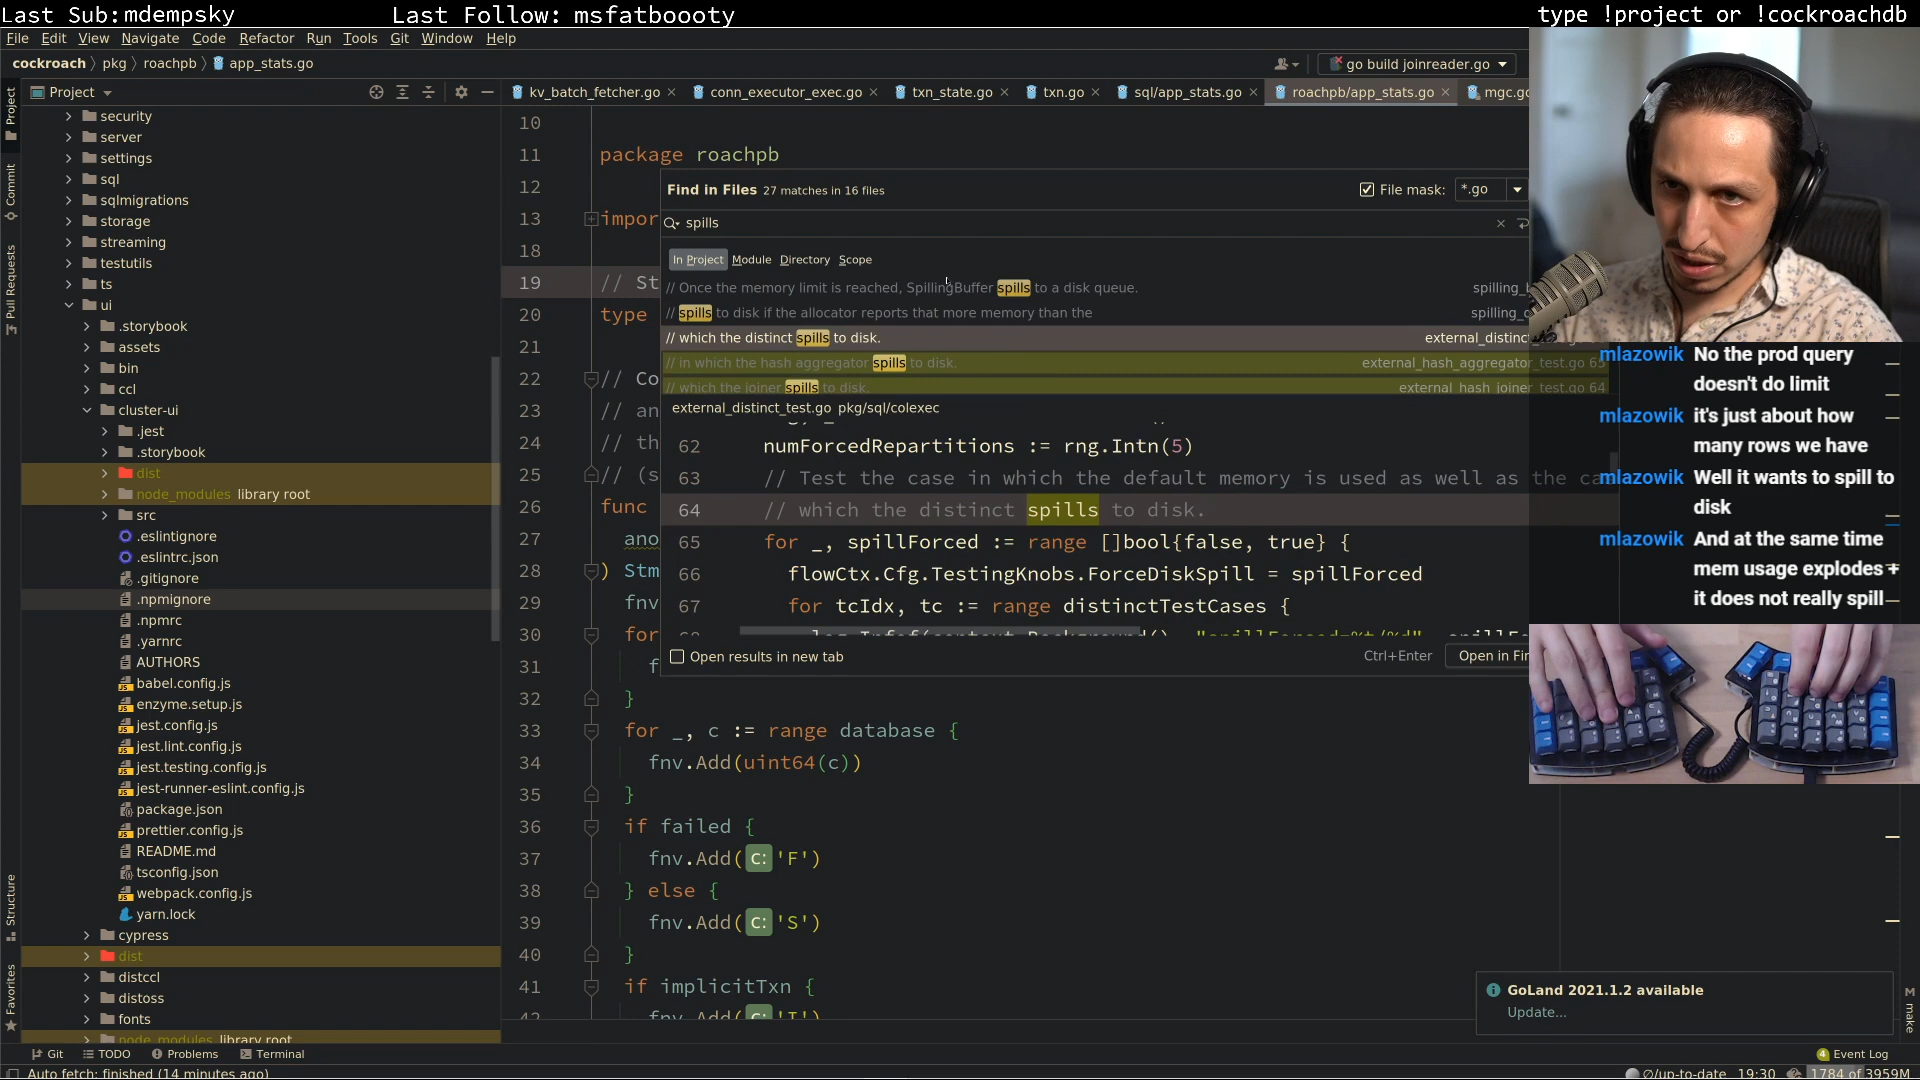 Last Sub: mdempsky
Last Follow: msfatboooty
type !project or !cockroachdb
File Edit View Navigate Code Refactor Run Tools Git Window Help
cockroach pkg roachpb app_stats.go
go build joinreader.go
Project
kv_batch_fetcher.go conn_executor_exec.go txn_state.go txn.go sql/app_stats.go roachpb/app_stats.go mgc.go
Project
Commit
Pull Requests
Structure
Favorites
security
server
settings
sql
sqlmigrations
storage
streaming
testutils
ts
ui
.storybook
assets
bin
ccl
cluster-ui
.jest
.storybook
dist
node_modules library root
src
.eslintignore
.eslintrc.json
.gitignore
.npmignore
.npmrc
.yarnrc
AUTHORS
babel.config.js
enzyme.setup.js
jest.config.js
jest.lint.config.js
jest.testing.config.js
jest-runner-eslint.config.js
package.json
prettier.config.js
README.md
tsconfig.json
webpack.config.js
yarn.lock
cypress
dist
distccl
distoss
fonts
node_modules library root
10
11 package roachpb
12
13 impor
18
19 // St
20 type
21
22 // Co
23 // an
24 // th
25 // (s
26 func
27 ano
28 ) Stm
29 fnv
30 for
31 f
32 }
33 for _, c := range database {
34 fnv.Add(uint64(c))
35 }
36 if failed {
37 fnv.Add( c: 'F')
38 } else {
39 fnv.Add( c: 'S')
40 }
41 if implicitTxn {
42 fnv.Add( c: 'I')
Find in Files 27 matches in 16 files
File mask: *.go
spills
In Project Module Directory Scope
// Once the memory limit is reached, SpillingBuffer spills to a disk queue. spilling_
// spills to disk if the allocator reports that more memory than the spilling_
// which the distinct spills to disk. external_distinc
// in which the hash aggregator spills to disk. external_hash_aggregator_test.go 65
// which the joiner spills to disk. external_hash_joiner_test.go 64
external_distinct_test.go pkg/sql/colexec
62 numForcedRepartitions := rng.Intn(5)
63 // Test the case in which the default memory is used as well as the ca
64 // which the distinct spills to disk.
65 for _, spillForced := range []bool{false, true} {
66 flowCtx.Cfg.TestingKnobs.ForceDiskSpill = spillForced
67 for tcIdx, tc := range distinctTestCases {
68 log.Infof(context.Background(), "spillForced=%t/%d", spillFo
Open results in new tab
Ctrl+Enter
Open in Fin
mlazowik No the prod query
doesn't do limit
mlazowik it's just about how
many rows we have
mlazowik Well it wants to spill to
disk
mlazowik And at the same time
mem usage explodes +
it does not really spill
GoLand 2021.1.2 available
Update...
M make
Git TODO Problems Terminal
4 Event Log
Auto fetch: finished (14 minutes ago)
∅/up-to-date 19:30 1784 of 3959M